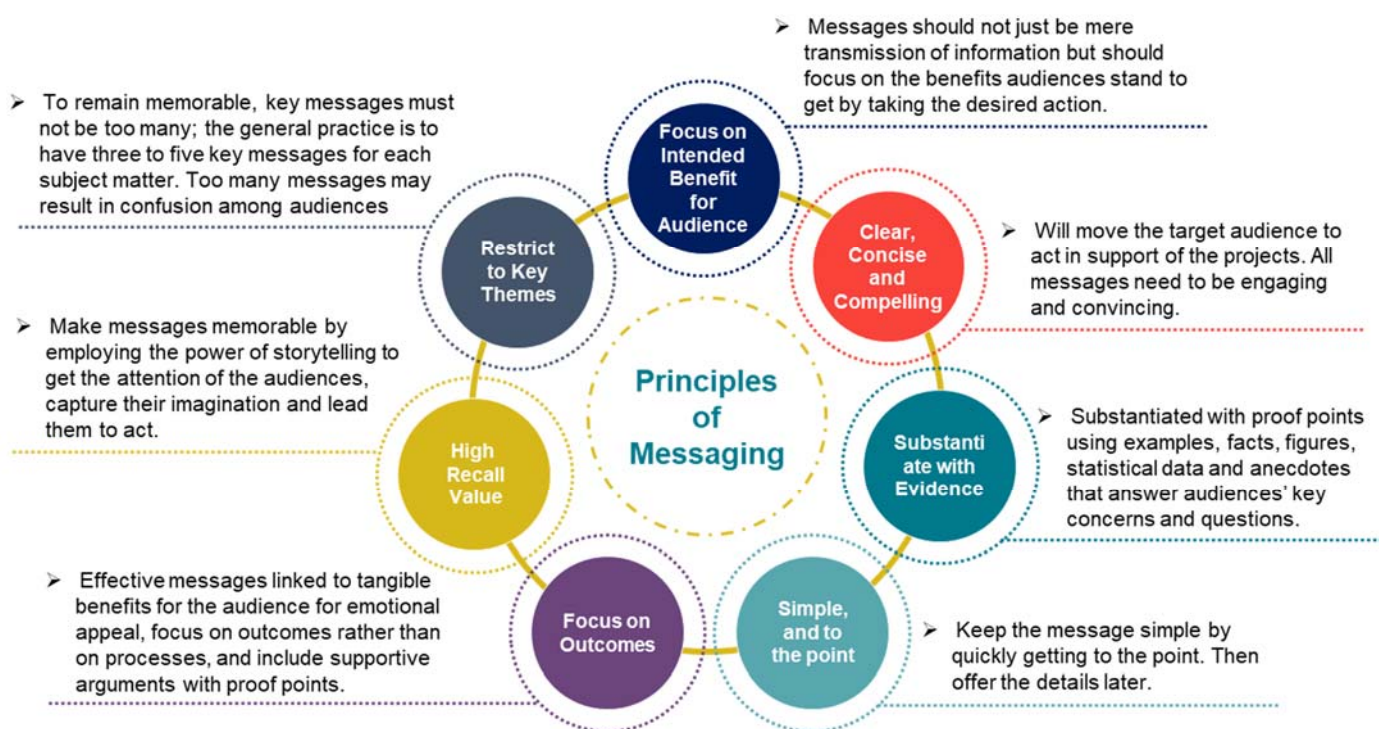 Principles
of
Messaging
Focus on
Intended
Benefit
for
Audience
➢ Messages should not just be mere
transmission of information but should
focus on the benefits audiences stand to
get by taking the desired action.
Clear,
Concise
and
Compelling
➢ Will move the target audience to
act in support of the projects. All
messages need to be engaging
and convincing.
Substanti
ate with
Evidence
➢ Substantiated with proof points
using examples, facts, figures,
statistical data and anecdotes
that answer audiences’ key
concerns and questions.
Simple,
and to
the point
➢ Keep the message simple by
quickly getting to the point. Then
offer the details later.
Focus on
Outcomes
➢ Effective messages linked to tangible
benefits for the audience for emotional
appeal, focus on outcomes rather than
on processes, and include supportive
arguments with proof points.
High
Recall
Value
➢ Make messages memorable by
employing the power of storytelling to
get the attention of the audiences,
capture their imagination and lead
them to act.
Restrict
to Key
Themes
➢ To remain memorable, key messages must
not be too many; the general practice is to
have three to five key messages for each
subject matter. Too many messages may
result in confusion among audiences